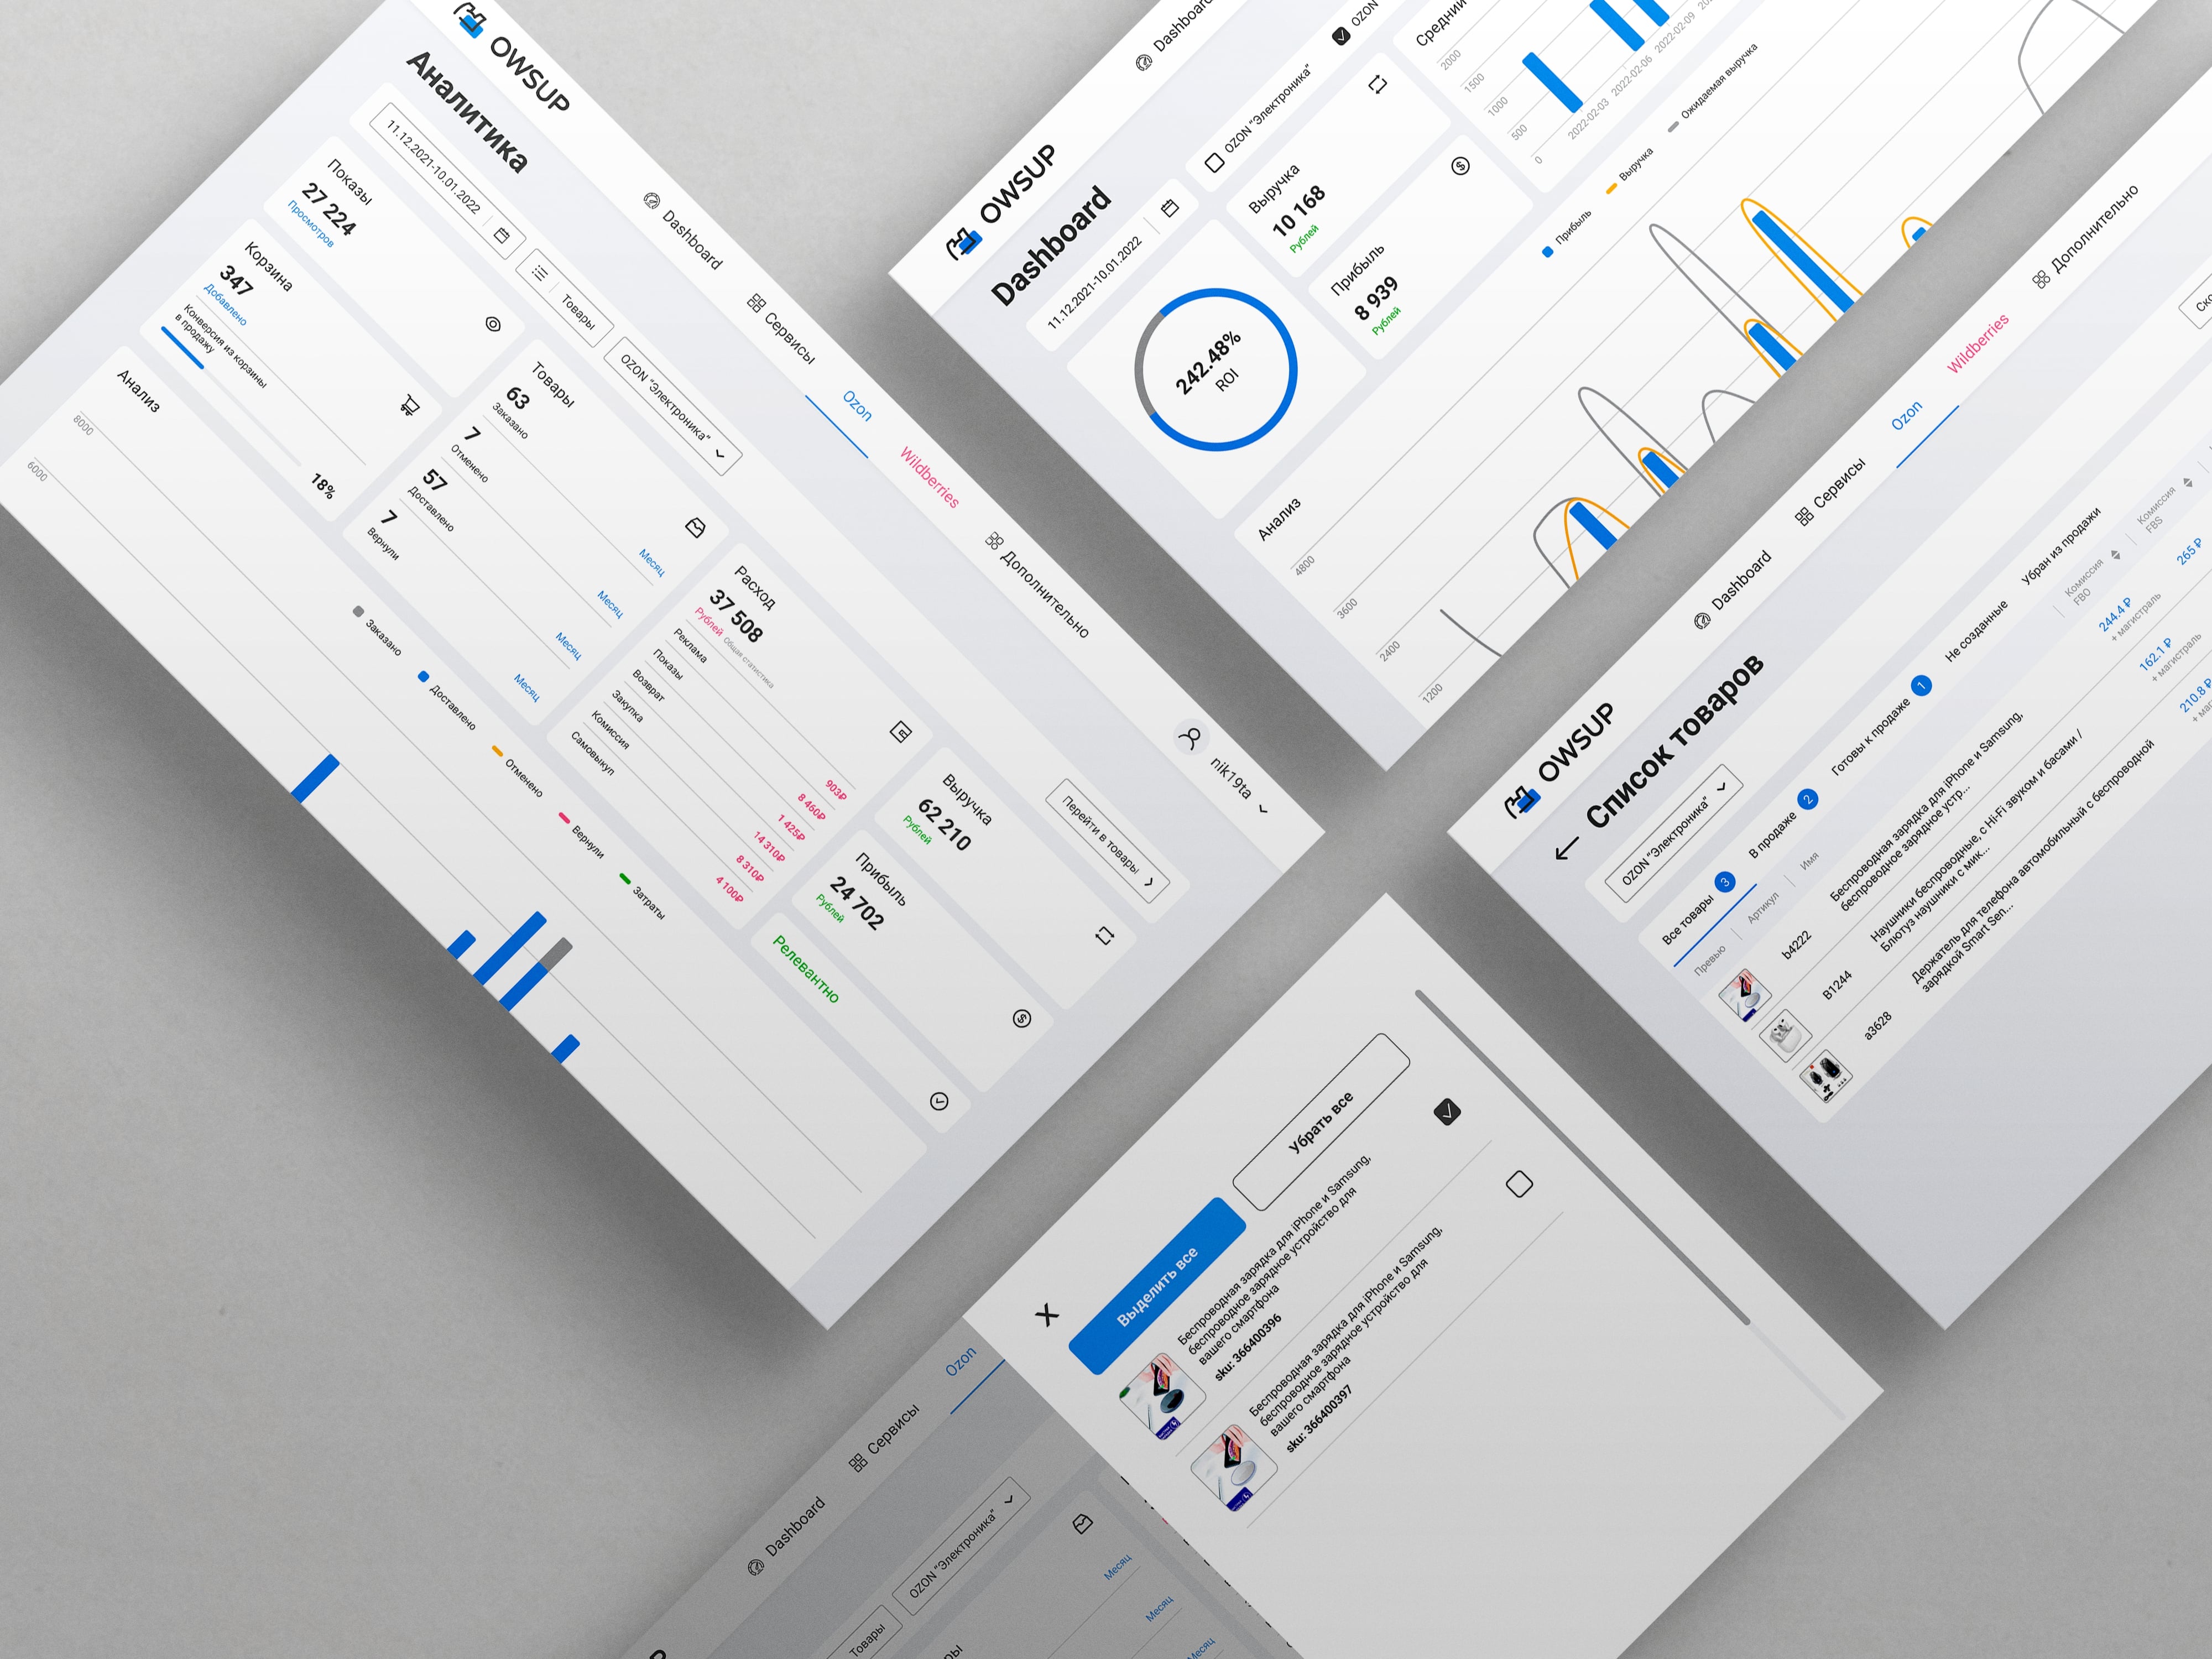 OWSUP
Dashboard
Сервисы
Ozon
Wildberries
Дополнительно
nik19ta
Аналитика
11.12.2021-10.01.2022
Товары
OZON "Электроника"
Перейти в товары
Показы
27 224
Просмотров
Корзина
347
Добавлено
Конверсия из корзины
в продажу
18%
Товары
63
Заказано
Месяц
7
Отменено
Месяц
57
Доставлено
Месяц
7
Вернули
Месяц
Расход
37 508
Рублей
Общая статистика
Реклама
903₽
Показы
8 460₽
Возврат
1 425₽
Закупка
14 310₽
Комиссия
8 310₽
Самовыкуп
4 100₽
Выручка
62 210
Рублей
Прибыль
24 702
Рублей
Релевантно
Анализ
Заказано
Доставлено
Отменено
Вернули
Затраты
8000
6000
OWSUP
Dashboard
Dashboard
11.12.2021-10.01.2022
OZON "Электроника"
OZON
242.48%
ROI
Выручка
10 168
Рублей
Прибыль
8 939
Рублей
Средний
2000
1500
1000
500
0
2022-02-03
2022-02-06
2022-02-09
Анализ
Прибыль
Выручка
Ожидаемая выручка
4800
3600
2400
1200
OWSUP
Dashboard
Сервисы
Ozon
Wildberries
Дополнительно
Список товаров
OZON "Электроника"
Все товары 3
В продаже 2
Готовы к продаже 1
Не созданные
Убран из продажи
Превью
Артикул
Имя
Комиссия
FBO
Комиссия
FBS
b4222
Беспроводная зарядка для iPhone и Samsung,
беспроводное зарядное устр...
244.4 ₽
+ магистраль
265 ₽
B1244
Наушники беспроводные, с Hi-Fi звуком и басами /
Блютуз наушники с мик...
162.1 ₽
+ магистраль
a3628
Держатель для телефона автомобильный с беспроводной
зарядкой Smart Sen...
210.8 ₽
Выделить все
Убрать все
Беспроводная зарядка для iPhone и Samsung,
беспроводное зарядное устройство для
вашего смартфона
sku: 366400396
Беспроводная зарядка для iPhone и Samsung,
беспроводное зарядное устройство для
вашего смартфона
sku: 366400397
Dashboard
Сервисы
Ozon
Товары
OZON "Электроника"
Месяц
Месяц
Месяц